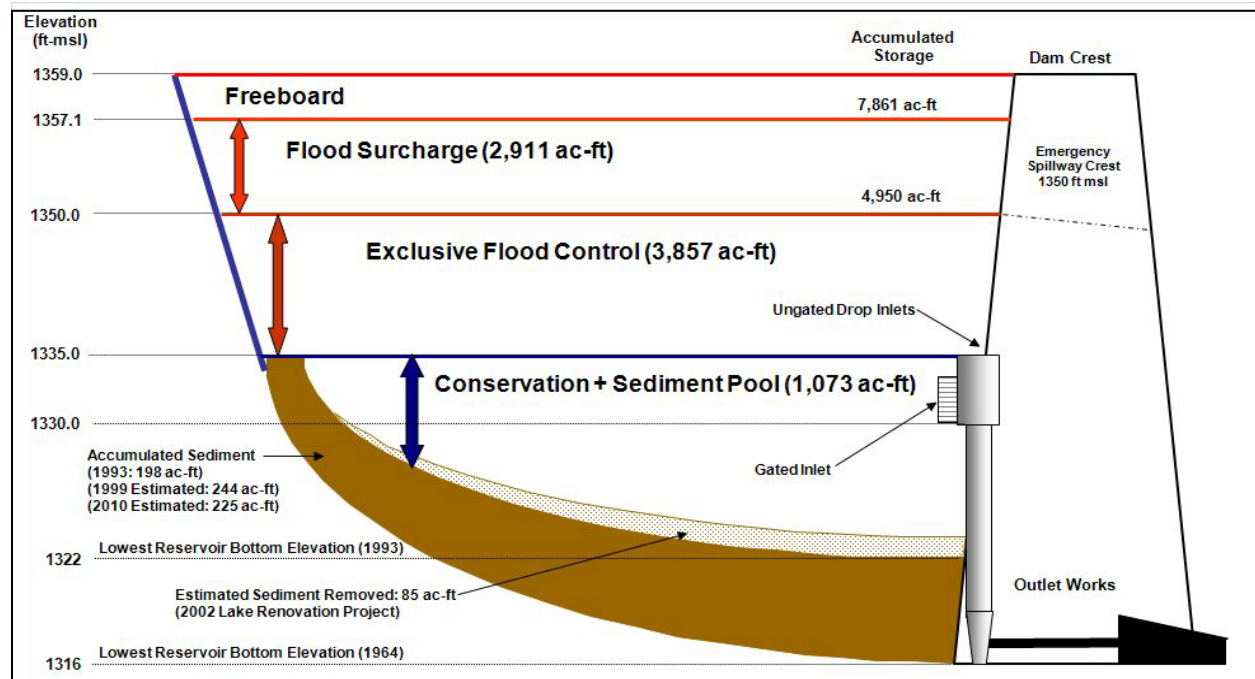 Elevation
(ft-msl)
Accumulated
Storage
Dam Crest
1359.0
Freeboard
7,861 ac-ft
1357.1
Flood Surcharge (2,911 ac-ft)
Emergency
Spillway Crest
1350 ft msl
4,950 ac-ft
1350.0
Exclusive Flood Control (3,857 ac-ft)
Ungated Drop Inlets
1335.0
Conservation + Sediment Pool (1,073 ac-ft)
1330.0
Accumulated Sediment
(1993: 198 ac-ft)
(1999 Estimated: 244 ac-ft)
(2010 Estimated: 225 ac-ft)
Gated Inlet
Lowest Reservoir Bottom Elevation (1993)
1322
Estimated Sediment Removed: 85 ac-ft
(2002 Lake Renovation Project)
Outlet Works
Lowest Reservoir Bottom Elevation (1964)
1316